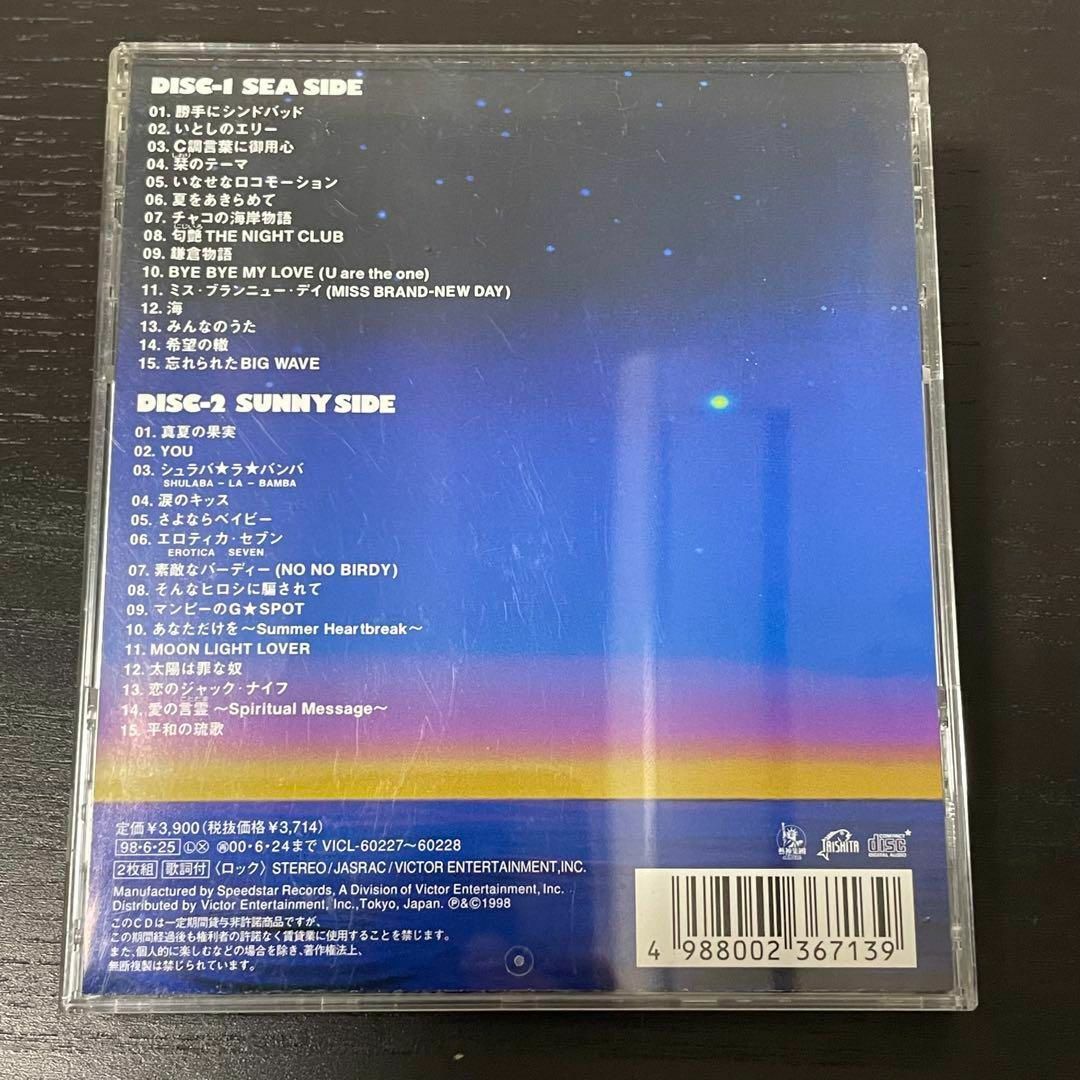 DISC-1 SEA SIDE
01. 勝手にシンドバッド
02. いとしのエリー
03. C調言葉に御用心
しおり
04. 栞のテーマ
05. いなせなロコモーション
06. 夏をあきらめて
07. チャコの海岸物語
にじいろ
08. 匂艶 THE NIGHT CLUB
09. 鎌倉物語
10. BYE BYE MY LOVE (U are the one)
11. ミス・ブランニュー・デイ (MISS BRAND-NEW DAY)
12. 海
13. みんなのうた
14. 希望の轍
15. 忘れられたBIG WAVE
DISC-2 SUNNY SIDE
01. 真夏の果実
02. YOU
03. シュラバ★ラ★バンバ
SHULABA - LA - BAMBA
04. 涙のキッス
05. さよならベイビー
06. エロティカ・セブン
EROTICA SEVEN
07. 素敵なバーディー (NO NO BIRDY)
08. そんなヒロシに騙されて
09. マンピーのG★SPOT
10. あなただけを〜Summer Heartbreak〜
11. MOON LIGHT LOVER
12. 太陽は罪な奴
13. 恋のジャック・ナイフ
ことだま
14. 愛の言霊 〜Spiritual Message〜
15. 平和の琉歌
定価¥3,900(税抜価格¥3,714)
98・6・25 L X 再00・6・24まで VICL-60227〜60228
2枚組 歌詞付 〈ロック〉 STEREO/JASRAC/VICTOR ENTERTAINMENT,INC.
Manufactured by Speedstar Records, A Division of Victor Entertainment, Inc.
Distributed by Victor Entertainment, Inc.,Tokyo, Japan. ℗&©1998
このCDは一定期間貸与非許諾商品ですが、
この期間経過後も権利者の許諾なく賃貸業に使用することを禁じます。
また、個人的に楽しむなどの場合を除き、著作権法上、
無断複製は禁じられています。
TAISHITA
COMPACT disc DIGITAL AUDIO
4 988002 367139